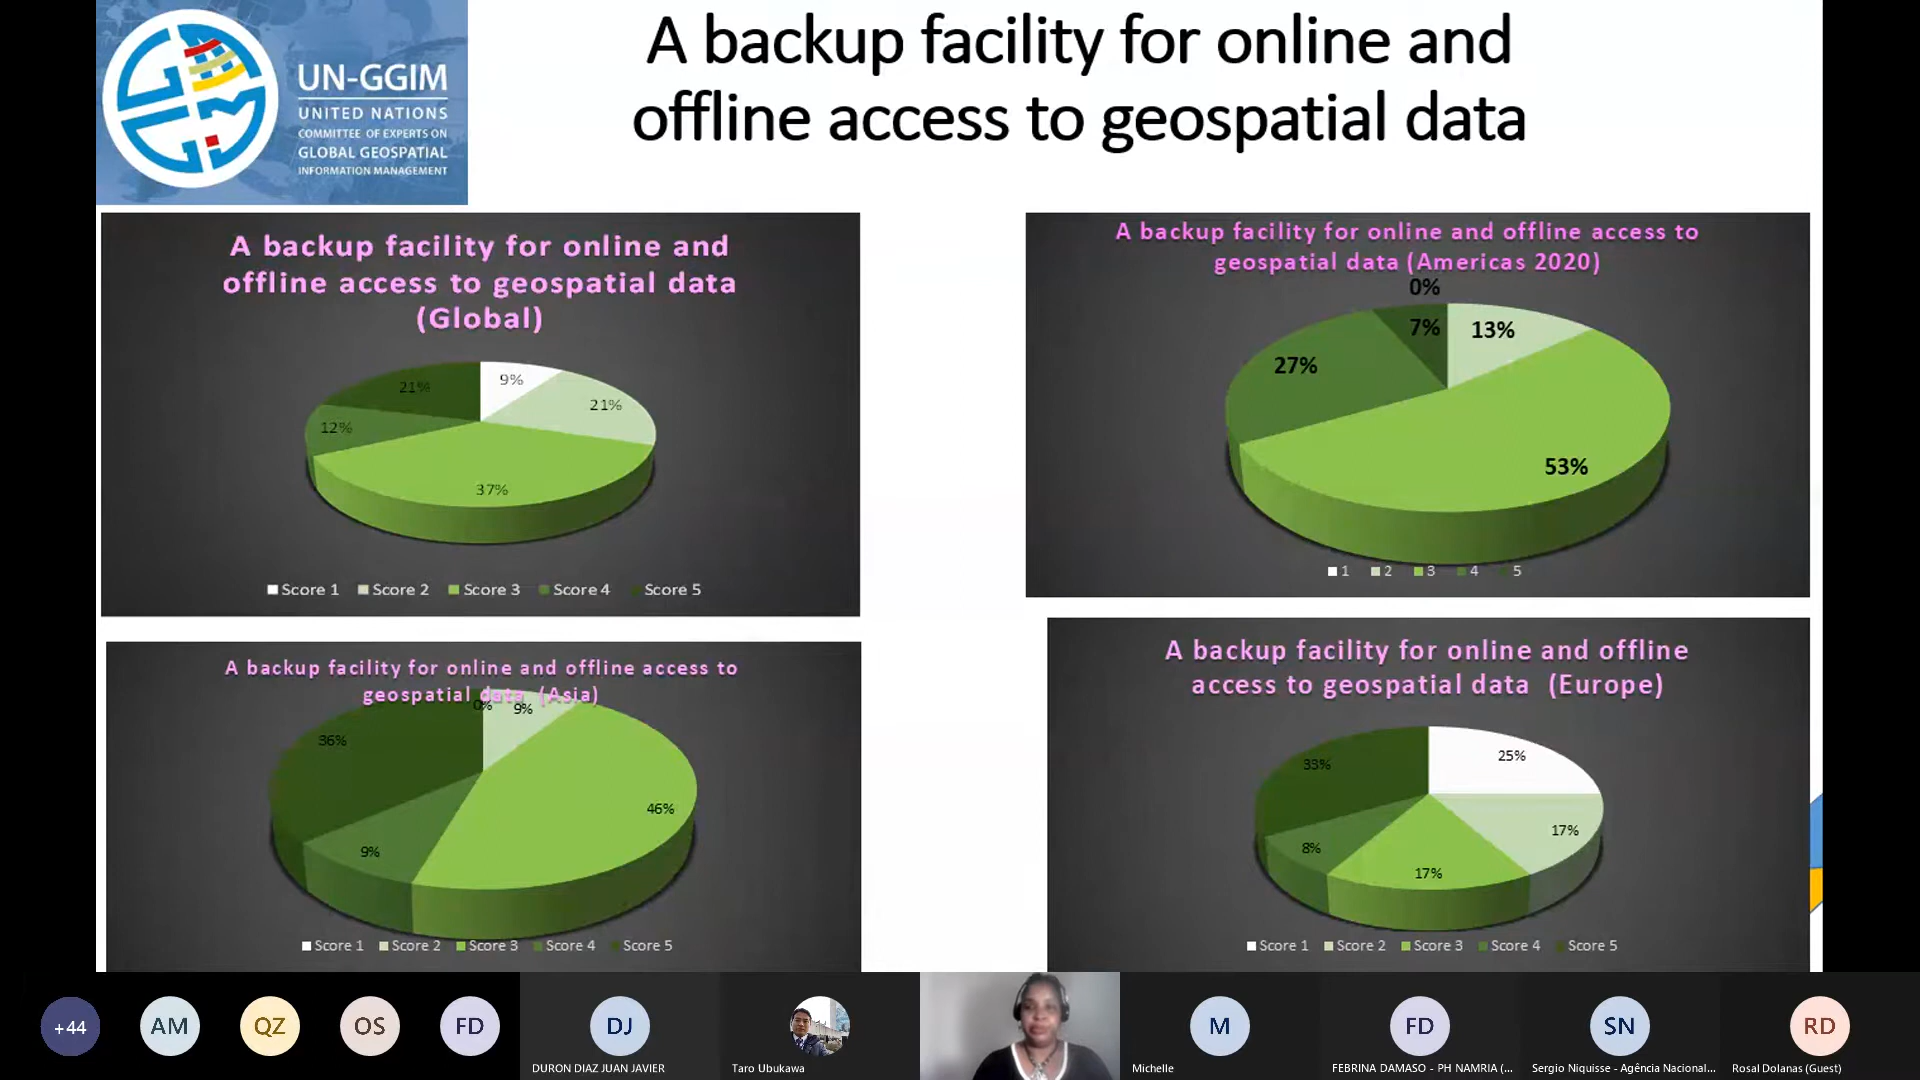 UN-GGIM
UNITED NATIONS
COMMITTEE OF EXPERTS ON
GLOBAL GEOSPATIAL
INFORMATION MANAGEMENT
A backup facility for online and
offline access to geospatial data
A backup facility for online and
offline access to geospatial data
(Global)
9%
21%
21%
12%
37%
Score 1 Score 2 Score 3 Score 4 Score 5
A backup facility for online and offline access to
geospatial data (Americas 2020)
0%
7% 13%
27%
53%
1 2 3 4 5
A backup facility for online and offline access to
geospatial data (Asia)
0% 9%
36%
46%
9%
Score 1 Score 2 Score 3 Score 4 Score 5
A backup facility for online and offline
access to geospatial data (Europe)
25%
33%
17%
8%
17%
Score 1 Score 2 Score 3 Score 4 Score 5
+44 AM QZ OS FD DJ M FD SN RD
DURON DIAZ JUAN JAVIER Taro Ubukawa Michelle FEBRINA DAMASO - PH NAMRIA (... Sergio Niquisse - Agência Nacional... Rosal Dolanas (Guest)